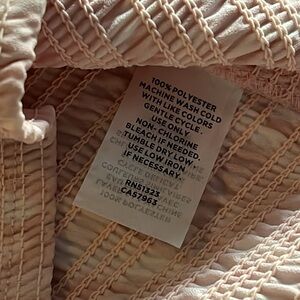 100% POLYESTER
MACHINE WASH COLD
WITH LIKE COLORS
GENTLE CYCLE.
USE ONLY
NON-CHLORINE
BLEACH IF NEEDED.
TUMBLE DRY LOW.
USE LOW IRON
IF NECESSARY.
RN51323
CA57963